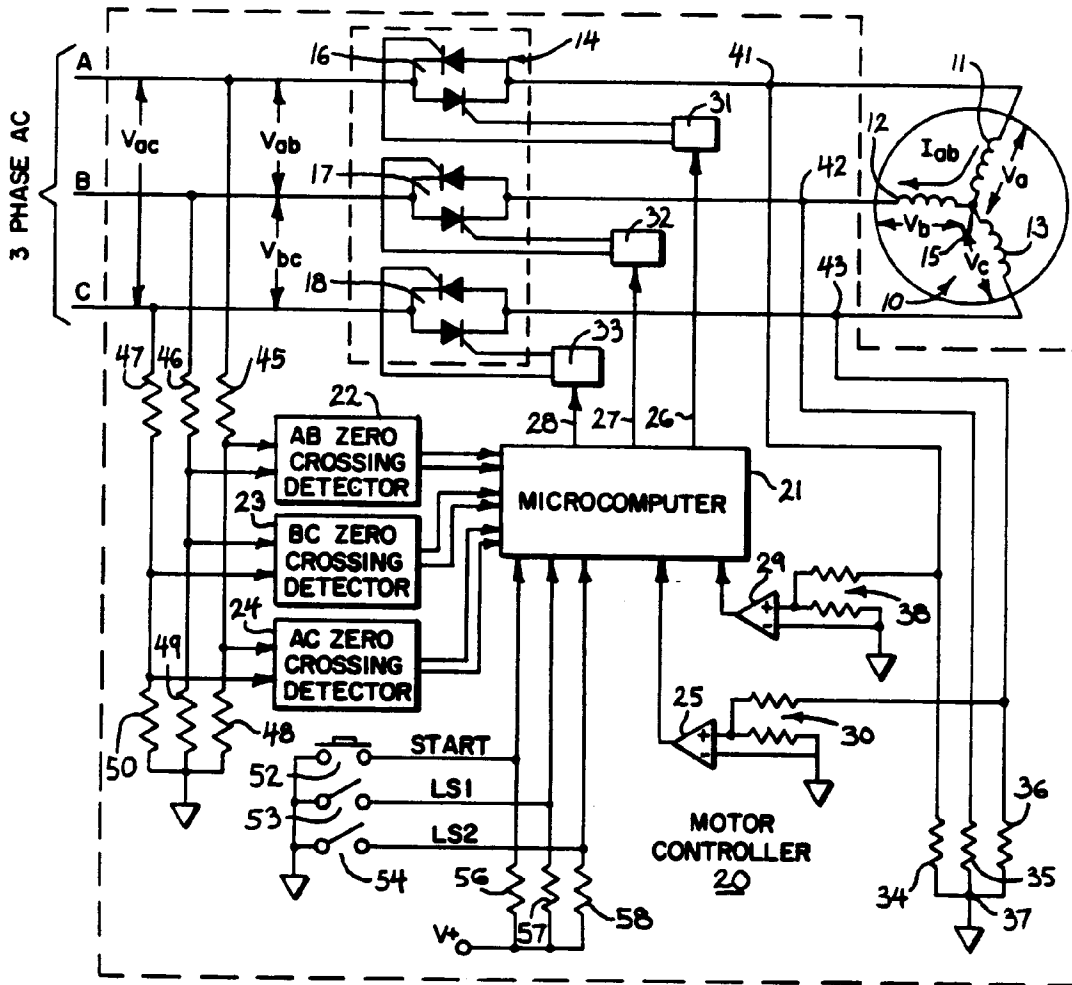 3 PHASE AC
A
B
C
Vac
Vab
Vbc
16
14
17
18
31
32
33
41
42
43
11
12
Iab
Va
Vb
Vc
13
15
10
47
46
45
22
AB ZERO
CROSSING
DETECTOR
23
BC ZERO
CROSSING
DETECTOR
24
AC ZERO
CROSSING
DETECTOR
28
27
26
MICROCOMPUTER
21
29
+
-
38
25
+
-
30
49
50
48
START
52
LS1
53
LS2
54
56
57
58
V+
MOTOR
CONTROLLER
20
36
34
35
37